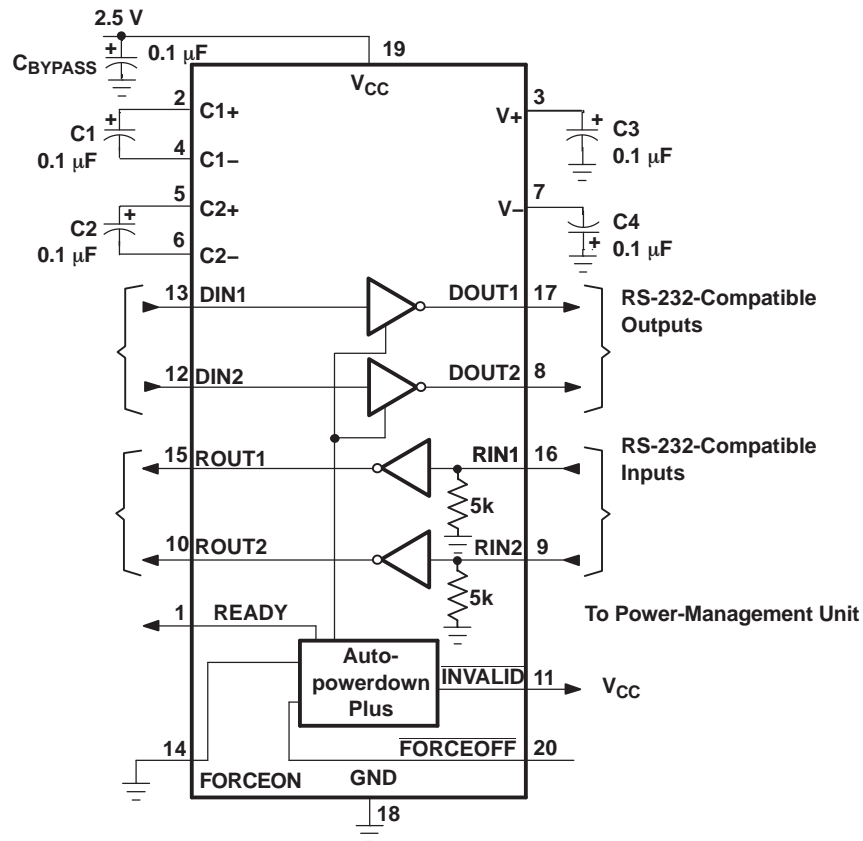 2.5 V
CBYPASS
+
0.1 μF
19
VCC
2
C1+
+
C1
0.1 μF
4
C1−
3
V+
+
C3
0.1 μF
5
C2+
+
C2
0.1 μF
6
C2−
7
V−
C4
+
0.1 μF
13
DIN1
DOUT1
17
RS-232-Compatible
Outputs
12
DIN2
DOUT2
8
15
ROUT1
RIN1
16
RS-232-Compatible
Inputs
5k
10
ROUT2
RIN2
9
5k
1
READY
To Power-Management Unit
Auto-
powerdown
Plus
INVALID
11
VCC
14
FORCEOFF
20
FORCEON
GND
18